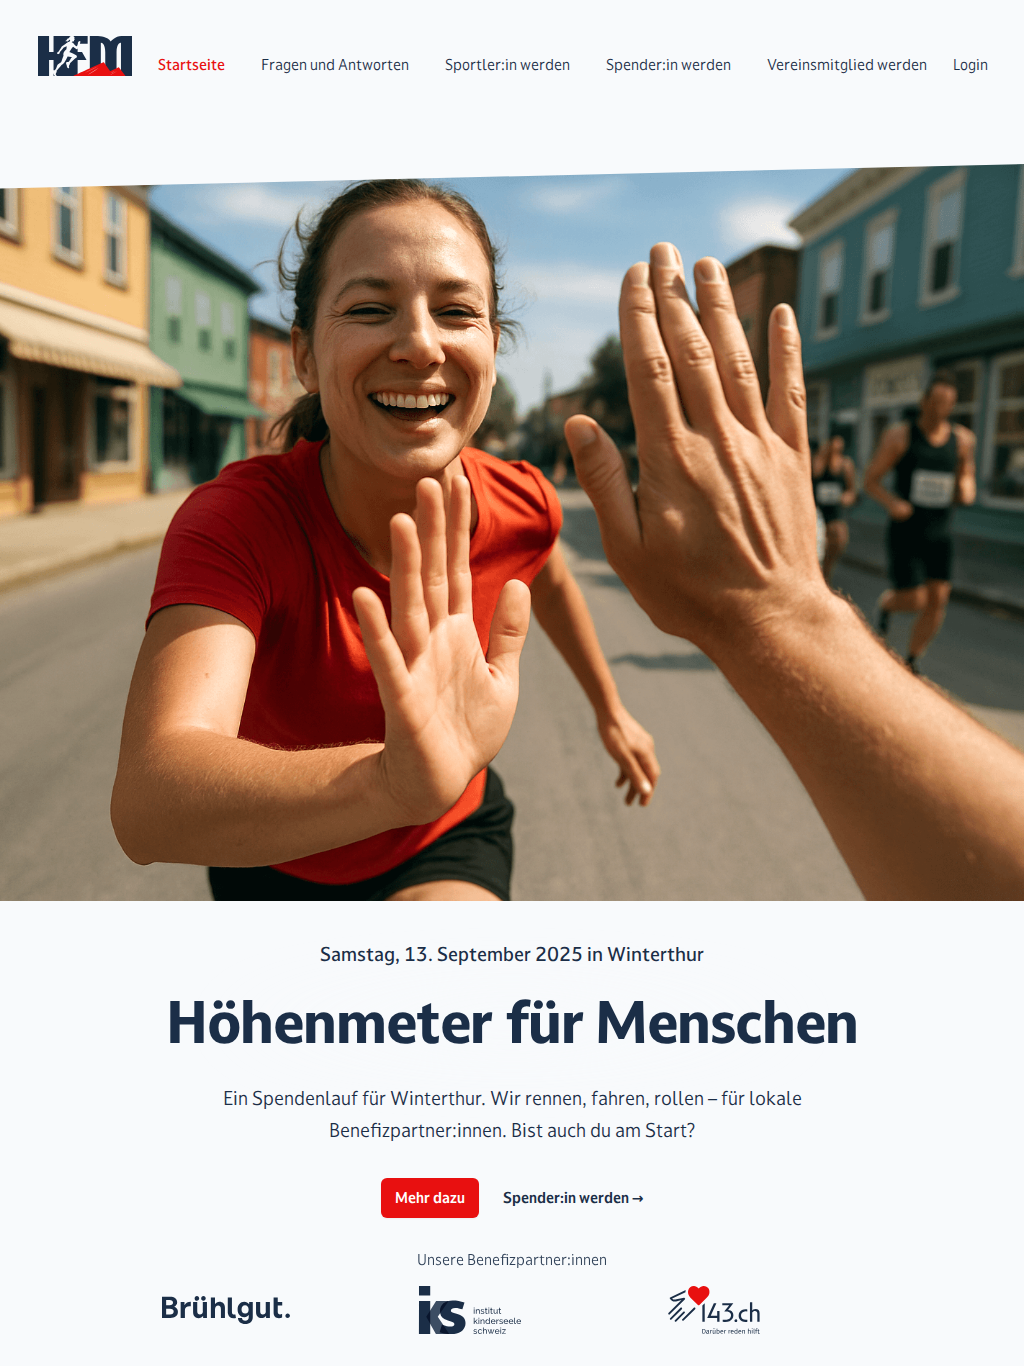 HFM
Startseite
Fragen und Antworten
Sportler:in werden
Spender:in werden
Vereinsmitglied werden
Login
Samstag, 13. September 2025 in Winterthur
Höhenmeter für Menschen
Ein Spendenlauf für Winterthur. Wir rennen, fahren, rollen – für lokale
Benefizpartner:innen. Bist auch du am Start?
Mehr dazu
Spender:in werden →
Unsere Benefizpartner:innen
Brühlgut.
iks
institut
kinderseele
schweiz
143.ch
Darüber reden hilft